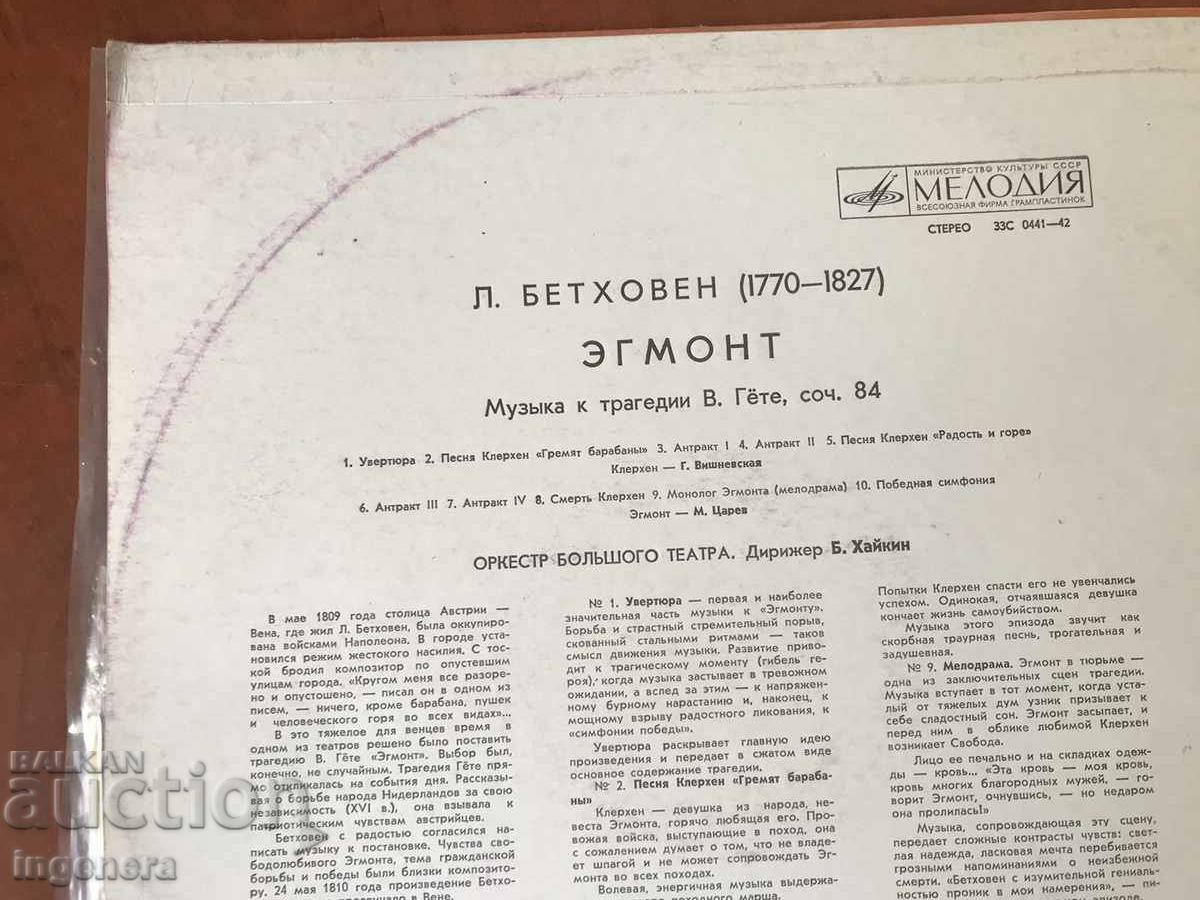 МИНИСТЕРСТВО КУЛЬТУРЫ СССР
МЕЛОДИЯ
ВСЕСОЮЗНАЯ ФИРМА ГРАМПЛАСТИНОК
СТЕРЕО 33С 0441—42
Л. БЕТХОВЕН (1770—1827)
ЭГМОНТ
Музыка к трагедии В. Гёте, соч. 84
1. Увертюра 2. Песня Клерхен «Гремят барабаны» 3. Антракт I 4. Антракт II 5. Песня Клерхен «Радость и горе»
Клерхен — Г. Вишневская
6. Антракт III 7. Антракт IV 8. Смерть Клерхен 9. Монолог Эгмонта (мелодрама) 10. Победная симфония
Эгмонт — М. Царев
ОРКЕСТР БОЛЬШОГО ТЕАТРА. Дирижер Б. Хайкин
В мае 1809 года столица Австрии —
Вена, где жил Л. Бетховен, была оккупиро-
вана войсками Наполеона. В городе уста-
новился режим жестокого насилия. С тос-
кой бродил композитор по опустевшим
улицам города. «Кругом меня все разоре-
но и опустошено, — писал он в одном из
писем, — ничего, кроме барабана, пушек
и человеческого горя во всех видах»...
В это тяжелое для венцев время в
одном из театров решено было поставить
трагедию В. Гёте «Эгмонт». Выбор был,
конечно, не случайным. Трагедия Гёте пря-
мо откликалась на события дня. Рассказы-
вая о борьбе народа Нидерландов за свою
независимость (XVI в.), она взывала к
патриотическим чувствам австрийцев.
Бетховен с радостью согласился на-
писать музыку к постановке. Чувства сво-
бодолюбивого Эгмонта, тема гражданской
борьбы и победы были близки композито-
ру. 24 мая 1810 года произведение Бетхо-
в Вене.
№ 1. Увертюра — первая и наиболее
значительная часть музыки к «Эгмонту».
Борьба и страстный стремительный порыв,
скованный стальными ритмами — таков
смысл движения музыки. Развитие приво-
дит к трагическому моменту (гибель ге-
роя), когда музыка застывает в тревожном
ожидании, а вслед за этим — к напряжен-
ному бурному нарастанию и, наконец, к
мощному взрыву радостного ликования, к
«симфонии победы».
Увертюра раскрывает главную идею
произведения и передает в сжатом виде
основное содержание трагедии.
№ 2. Песня Клерхен «Гремят бараба-
ны»
Клерхен — девушка из народа, не-
веста Эгмонта, горячо любящая его. Про-
вожая войска, выступающие в поход, она
с сожалением думает о том, что не владе-
ет шпагой и не может сопровождать Эг-
монта во всех походах.
Волевая, энергичная музыка выдержа-
походного марша.
Попытки Клерхен спасти его не увенчались
успехом. Одинокая, отчаявшаяся девушка
кончает жизнь самоубийством.
Музыка этого эпизода звучит как
скорбная траурная песнь, трогательная и
задушевная.
№ 9. Мелодрама. Эгмонт в тюрьме —
одна из заключительных сцен трагедии.
Музыка вступает в тот момент, когда уста-
лый от тяжелых дум узник призывает к
себе сладостный сон. Эгмонт засыпает, и
перед ним в облике любимой Клерхен
возникает Свобода.
Лицо ее печально и на складках одеж-
ды — кровь... «Эта кровь — моя кровь,
кровь многих благородных мужей, — го-
ворит Эгмонт, очнувшись, — но недаром
она пролилась!»
Музыка, сопровождающая эту сцену,
передает сложные контрасты чувств: свет-
лая надежда, ласковая мечта перебивается
грозными напоминаниями о неизбежной
смерти. «Бетховен с изумительной гениаль-
ностью проник в мои намерения», — пи-
эпизоде.
BALKAN
auction
ingenera